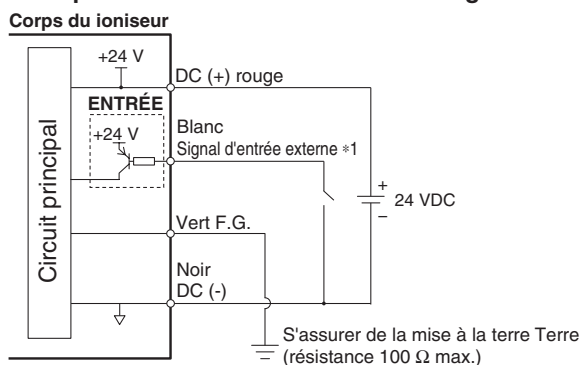 Corps du ioniseur
+24 V
DC (+) rouge
ENTRÉE
+24 V
Blanc
Signal d'entrée externe *1
Circuit principal
+
24 VDC
–
Vert F.G.
Noir
DC (-)
S'assurer de la mise à la terre Terre
(résistance 100 Ω max.)